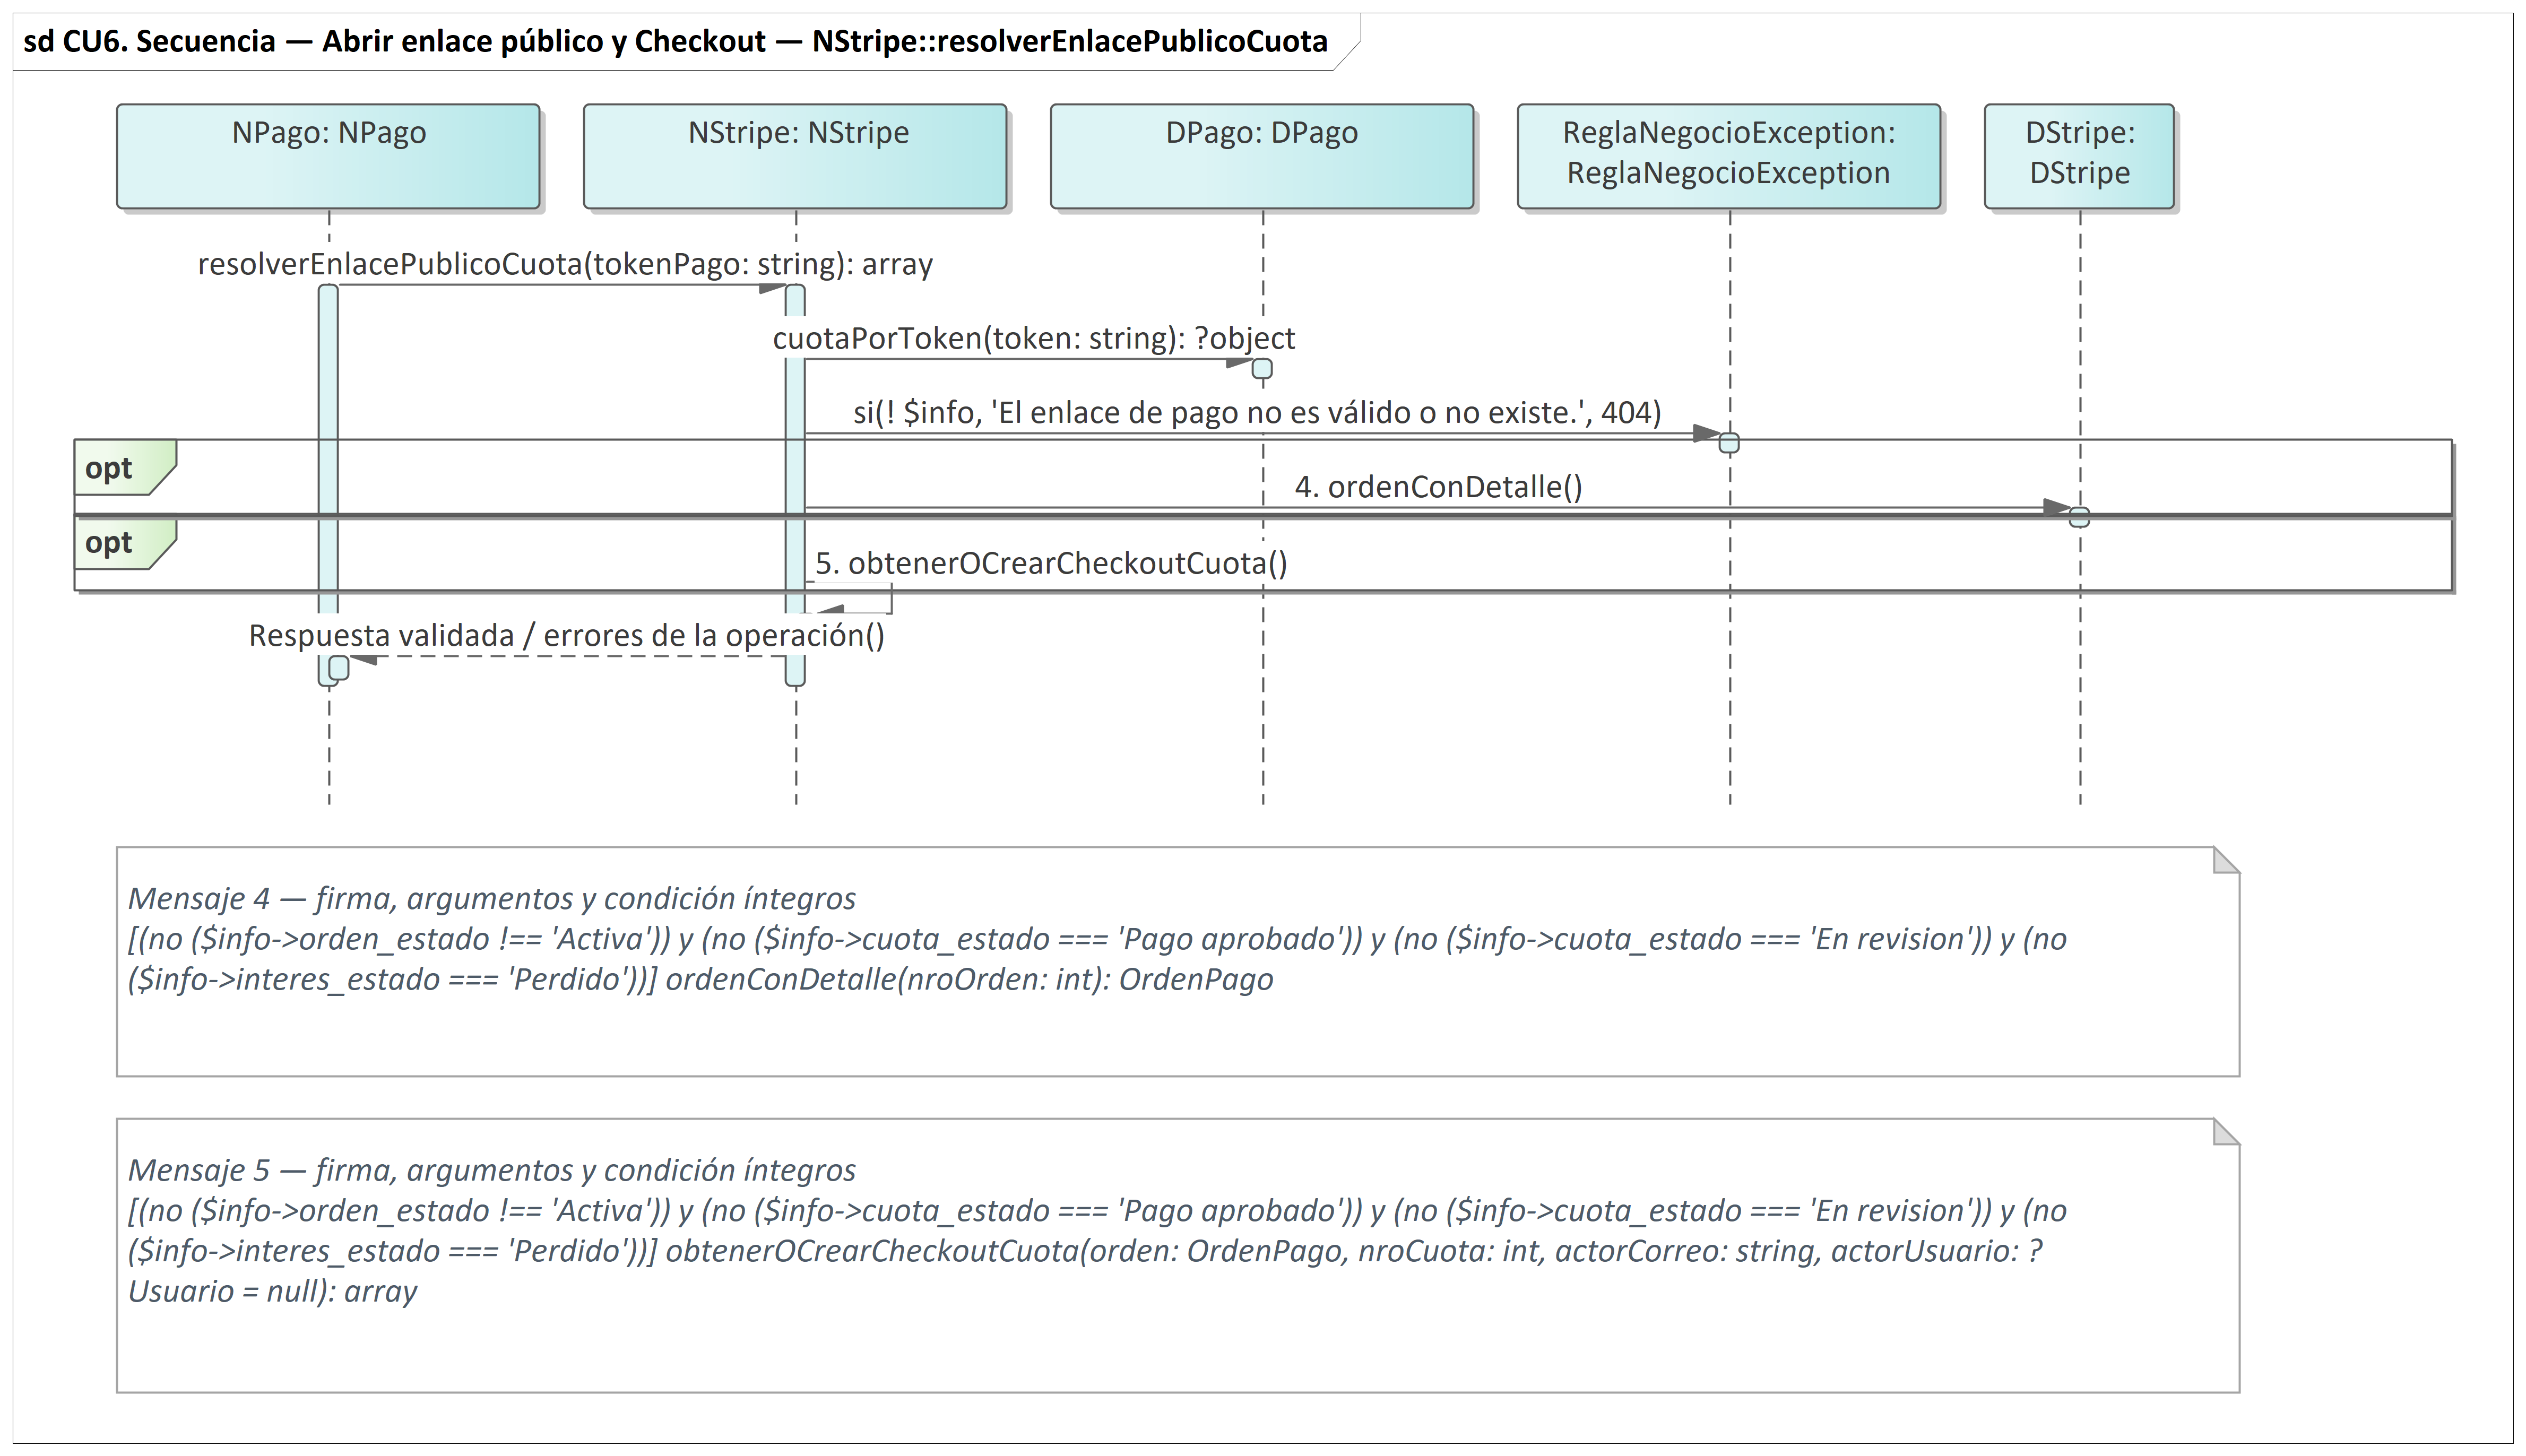 sd CU6. Secuencia — Abrir enlace público y Checkout — NStripe::resolverEnlacePublicoCuota
NPago: NPago
NStripe: NStripe
DPago: DPago
ReglaNegocioException:
ReglaNegocioException
DStripe:
DStripe
resolverEnlacePublicoCuota(tokenPago: string): array
cuotaPorToken(token: string): ?object
si(! $info, 'El enlace de pago no es válido o no existe.', 404)
opt
4. ordenConDetalle()
opt
5. obtenerOCrearCheckoutCuota()
Respuesta validada / errores de la operación()
Mensaje 4 — firma, argumentos y condición íntegros
[(no ($info->orden_estado !== 'Activa')) y (no ($info->cuota_estado === 'Pago aprobado')) y (no ($info->cuota_estado === 'En revision')) y (no
($info->interes_estado === 'Perdido'))] ordenConDetalle(nroOrden: int): OrdenPago
Mensaje 5 — firma, argumentos y condición íntegros
[(no ($info->orden_estado !== 'Activa')) y (no ($info->cuota_estado === 'Pago aprobado')) y (no ($info->cuota_estado === 'En revision')) y (no
($info->interes_estado === 'Perdido'))] obtenerOCrearCheckoutCuota(orden: OrdenPago, nroCuota: int, actorCorreo: string, actorUsuario: ?
Usuario = null): array